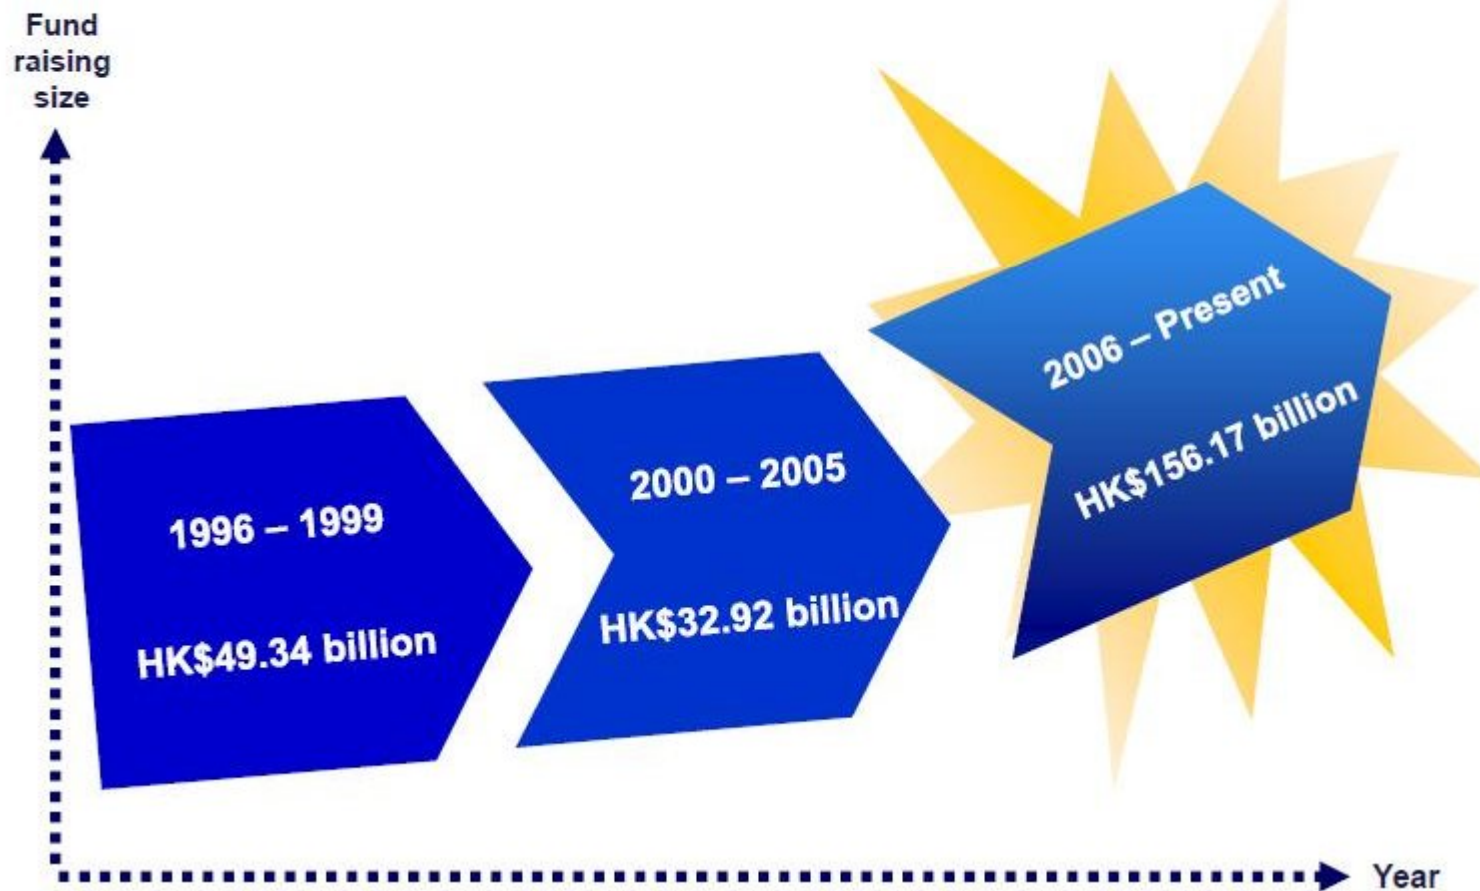 Fund
raising
size
1996 – 1999
HK$49.34 billion
2000 – 2005
HK$32.92 billion
2006 – Present
HK$156.17 billion
Year